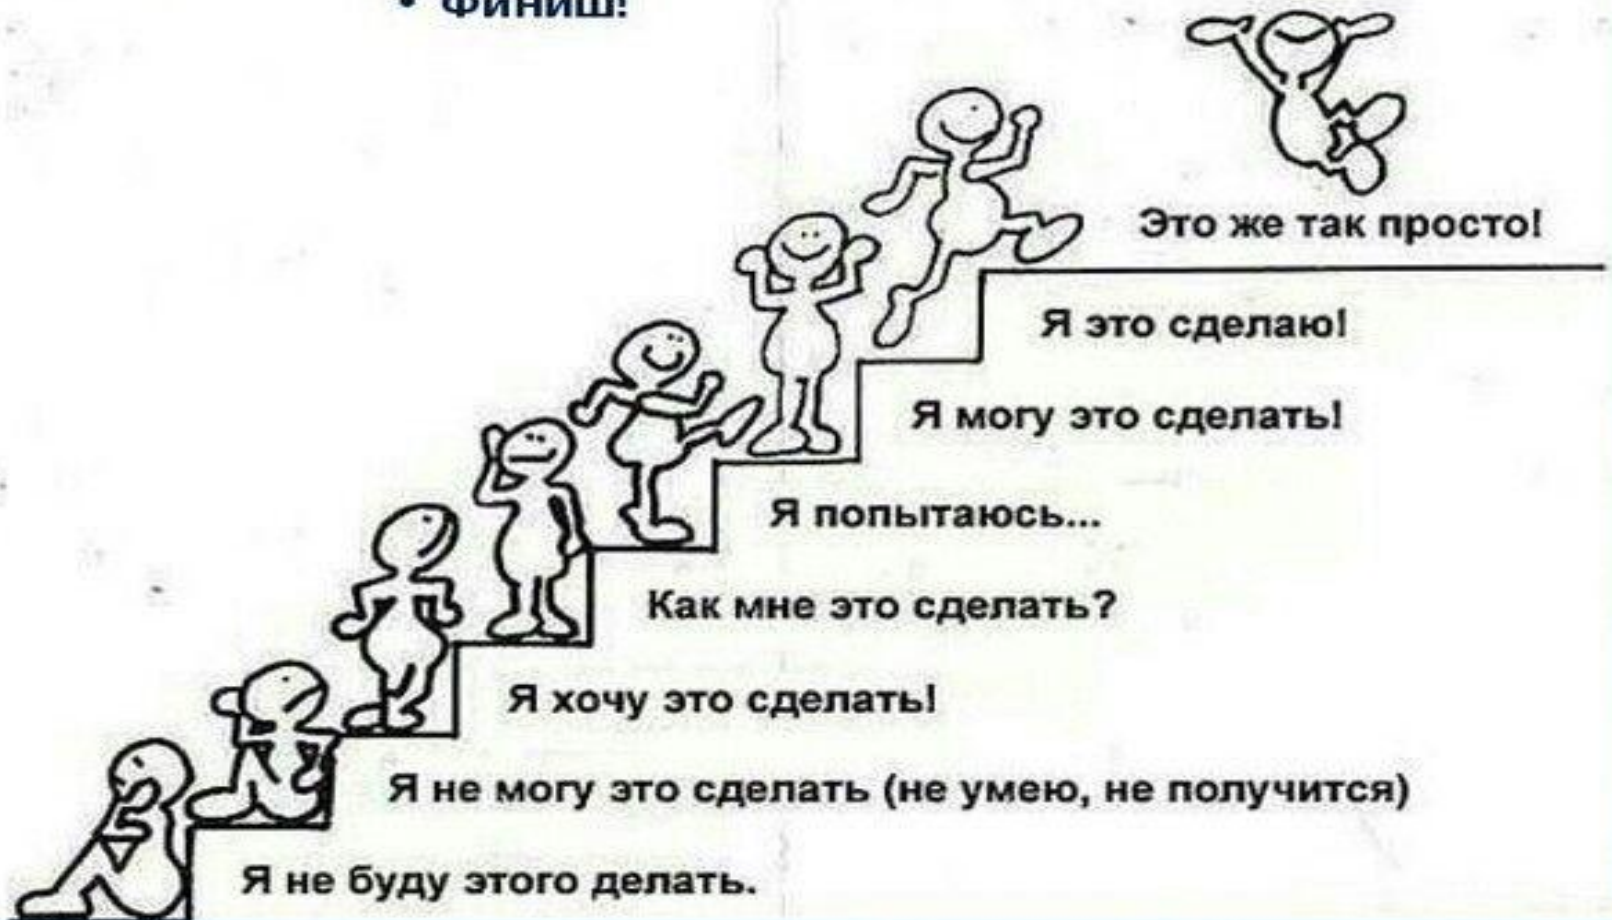 • Финиш!
Это же так просто!
Я это сделаю!
Я могу это сделать!
Я попытаюсь...
Как мне это сделать?
Я хочу это сделать!
Я не могу это сделать (не умею, не получится)
Я не буду этого делать.